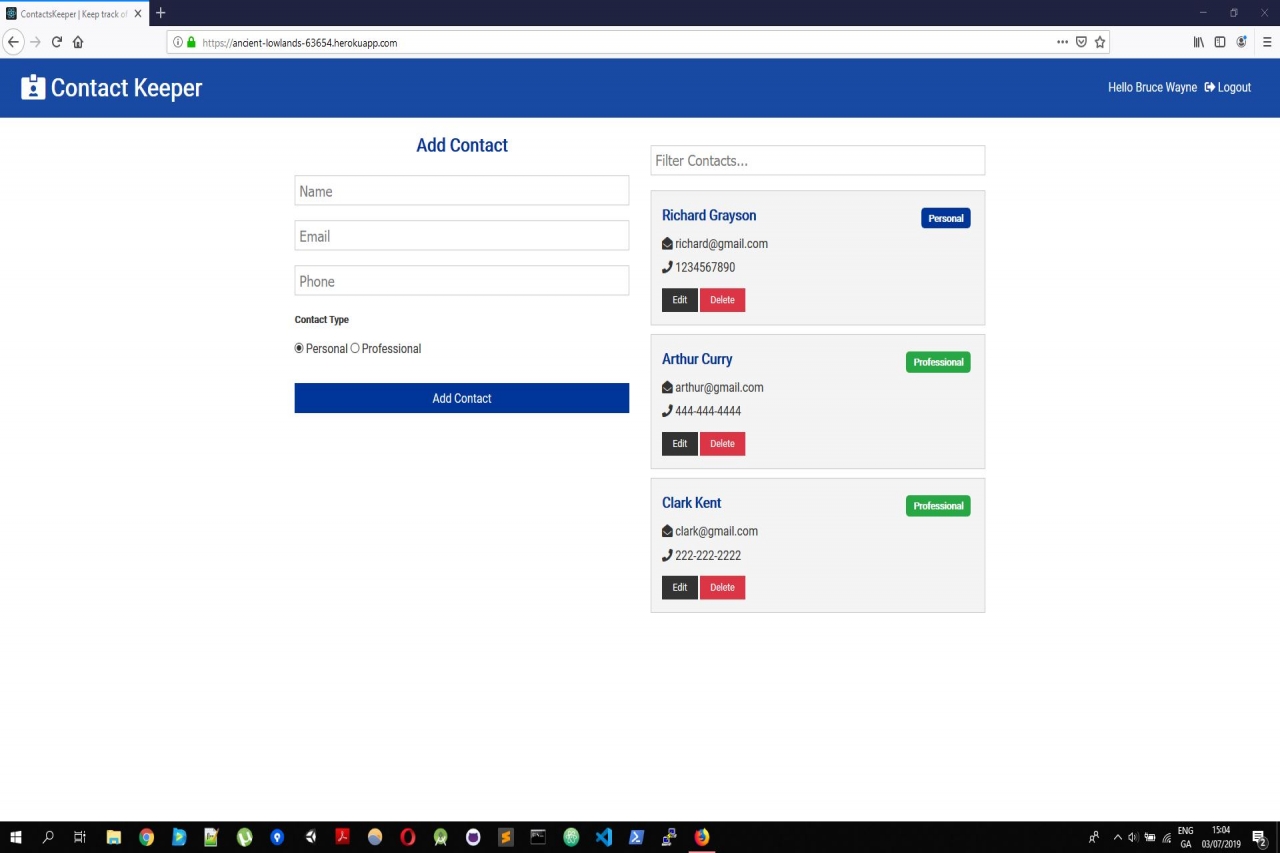 ContactsKeeper | Keep track of
https://ancient-lowlands-63654.herokuapp.com
Contact Keeper
Hello Bruce Wayne Logout
Add Contact
Name
Email
Phone
Contact Type
Personal Professional
Add Contact
Filter Contacts...
Richard Grayson
Personal
richard@gmail.com
1234567890
Edit Delete
Arthur Curry
Professional
arthur@gmail.com
444-444-4444
Edit Delete
Clark Kent
Professional
clark@gmail.com
222-222-2222
Edit Delete
ENG 15:04
GA 03/07/2019
2